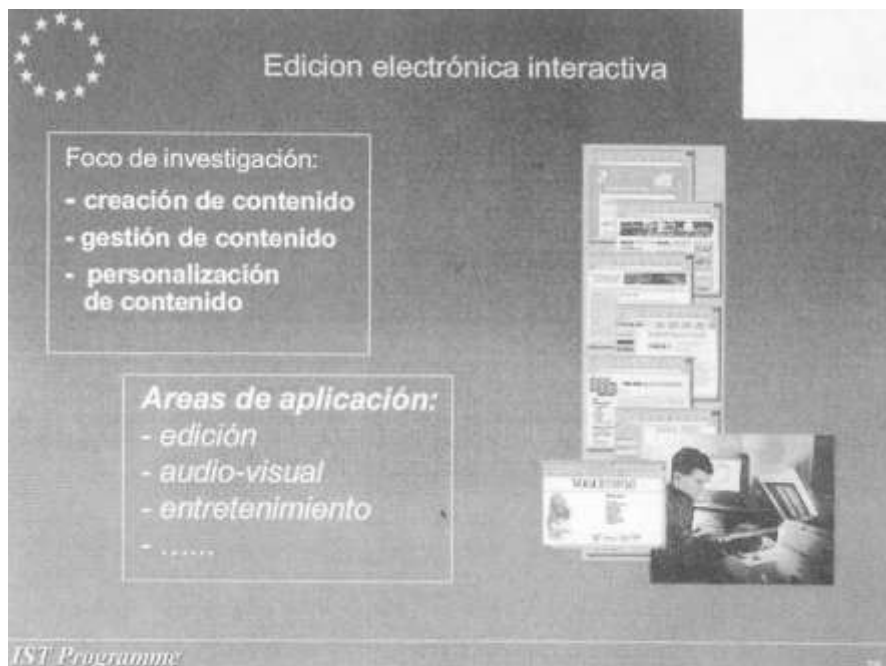 Edicion electrónica interactiva
Foco de investigación:
- creación de contenido
- gestión de contenido
- personalización
de contenido
Areas de aplicación:
- edición
- audio-visual
- entretenimiento
- ......
IST Programme